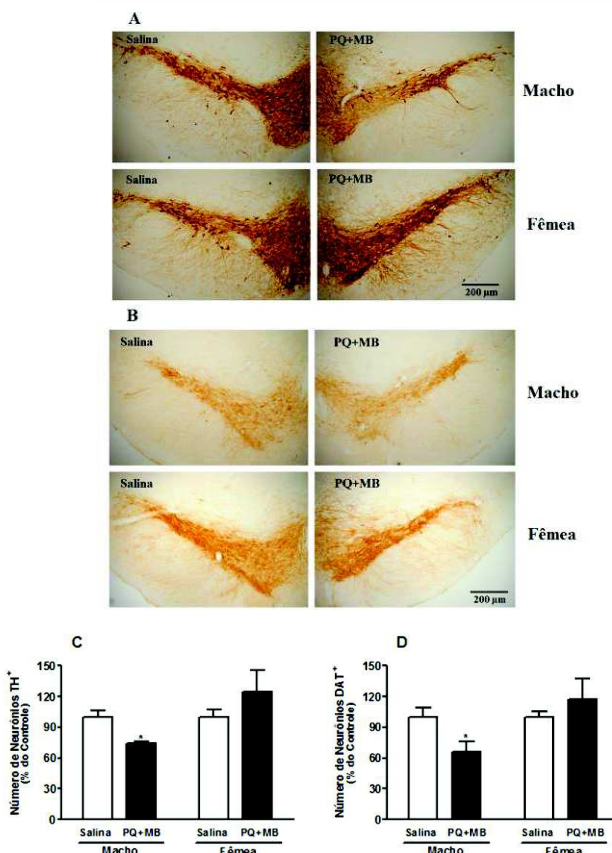 A
Salina PQ+MB
Macho
Salina PQ+MB
Fêmea
200 µm
B
Salina PQ+MB
Macho
Salina PQ+MB
Fêmea
200 µm
C
Número de Neurônios TH+
(% do Controle)
150
120
90
60
30
0
*
Salina PQ+MB Salina PQ+MB
Macho Fêmea
D
Número de Neurônios DAT+
(% do Controle)
150
120
90
60
30
0
*
Salina PQ+MB Salina PQ+MB
Macho Fêmea